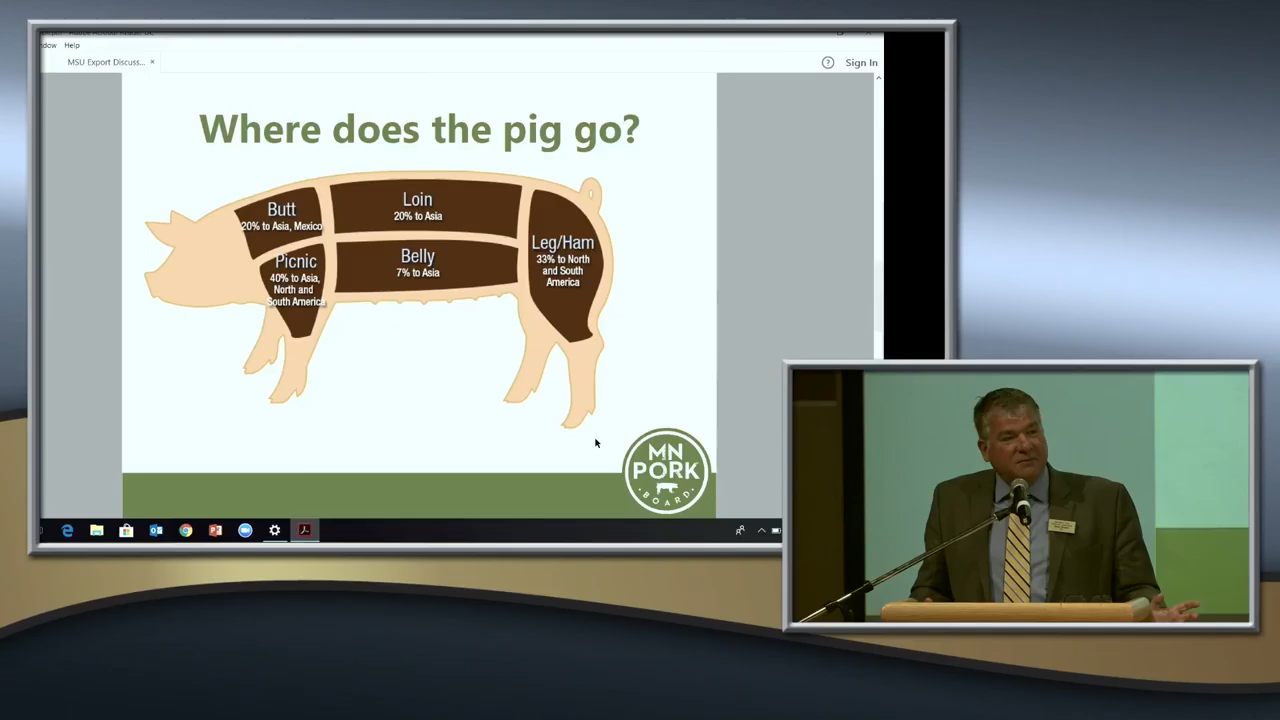 Help
MSU Export Discuss... ×
? Sign In
Where does the pig go?
Butt
20% to Asia, Mexico
Loin
20% to Asia
Picnic
40% to Asia,
North and
South America
Belly
7% to Asia
Leg/Ham
33% to North
and South
America
MN
PORK
BOARD